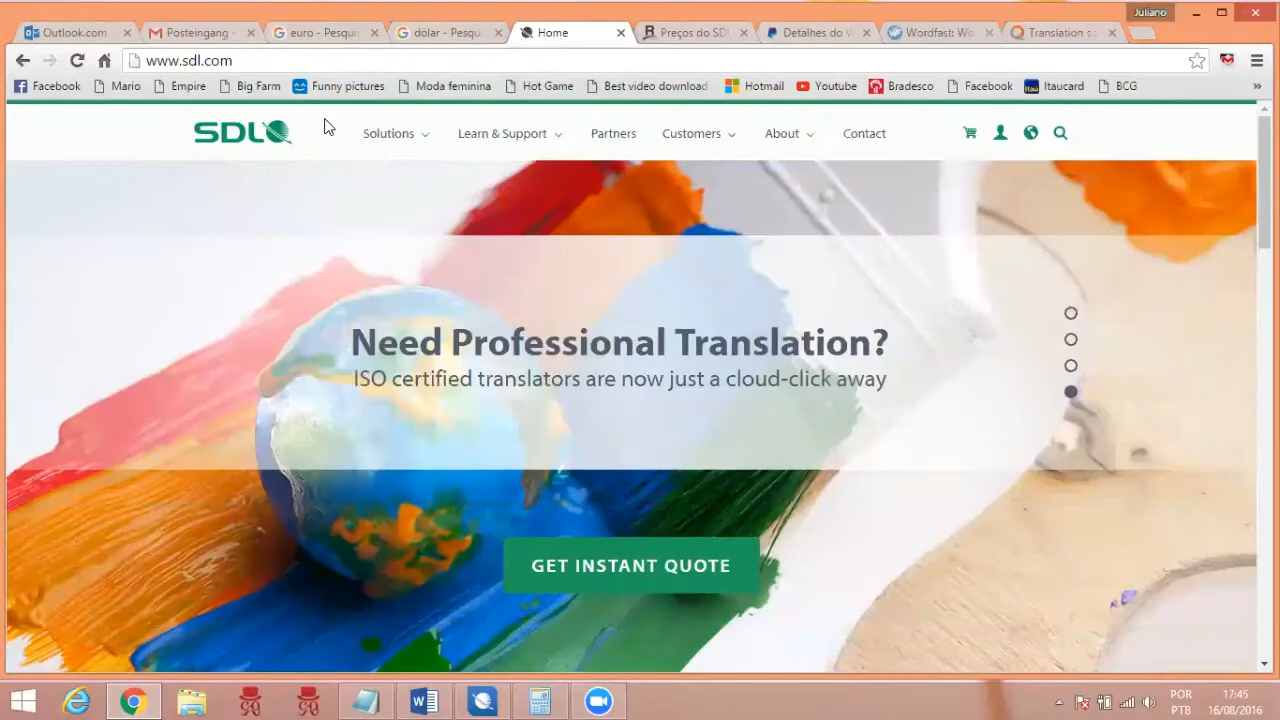 Juliano
Outlook.com
Posteingang -
euro - Pesqu
dólar - Pesqu
Home
Preços do SDL
Detalhes do V
Wordfast: Wo
Translation s
www.sdl.com
Facebook
Mario
Empire
Big Farm
Funny pictures
Moda feminina
Hot Game
Best video download
Hotmail
Youtube
Bradesco
Facebook
Itaucard
BCG
SDL
Solutions
Learn & Support
Partners
Customers
About
Contact
Need Professional Translation?
ISO certified translators are now just a cloud-click away
GET INSTANT QUOTE
POR
PTB
17:45
16/08/2016